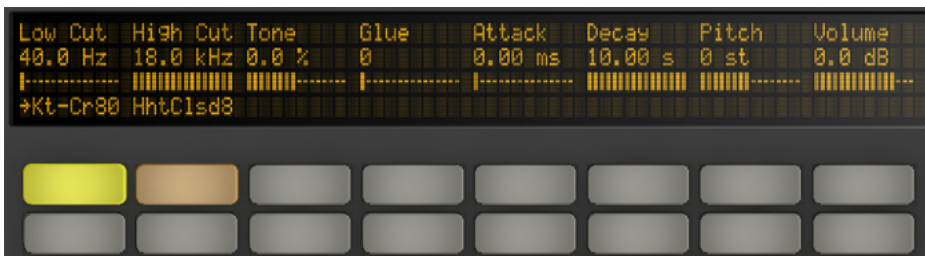 Low Cut High Cut Tone Glue Attack Decay Pitch Volume
40.0 Hz 18.0 kHz 0.0 % 0 0.00 ms 10.00 s 0 st 0.0 dB
→Kt-Cr80 HhtClsd8